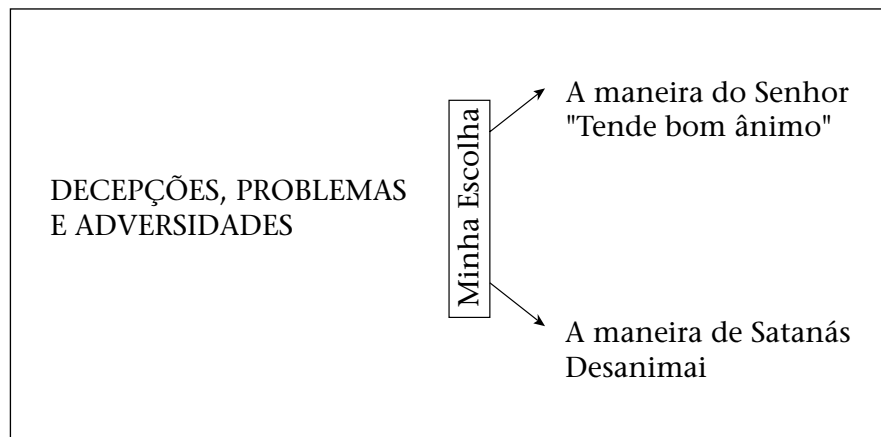 DECEPÇÕES, PROBLEMAS
E ADVERSIDADES
Minha Escolha
A maneira do Senhor
"Tende bom ânimo"
A maneira de Satanás
Desanimai